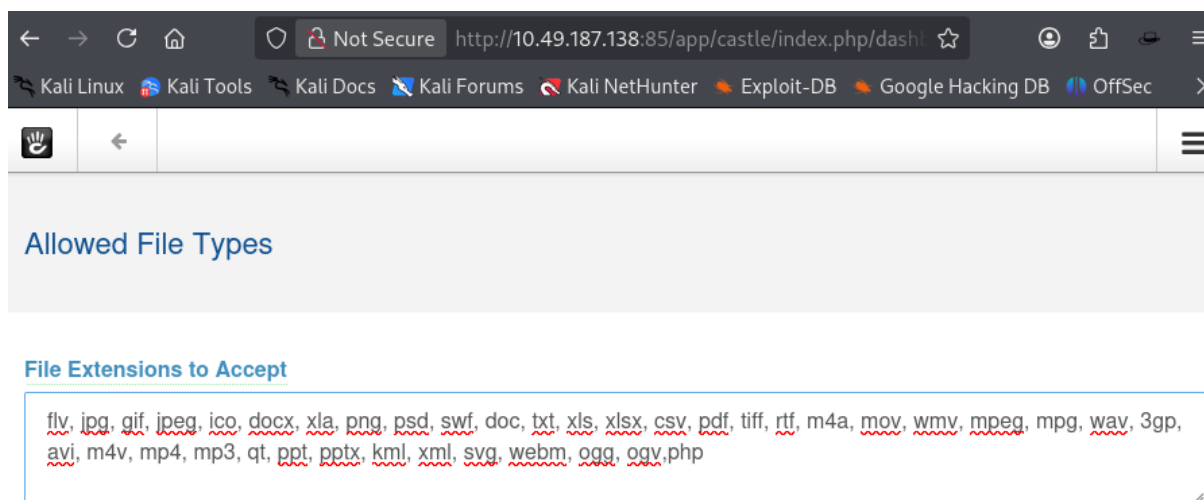 Not Secure http://10.49.187.138:85/app/castle/index.php/dash
Kali Linux Kali Tools Kali Docs Kali Forums Kali NetHunter Exploit-DB Google Hacking DB OffSec
Allowed File Types
File Extensions to Accept
flv, jpg, gif, jpeg, ico, docx, xla, png, psd, swf, doc, txt, xls, xlsx, csv, pdf, tiff, rtf, m4a, mov, wmv, mpeg, mpg, wav, 3gp,
avi, m4v, mp4, mp3, qt, ppt, pptx, kml, xml, svg, webm, ogg, ogv,php